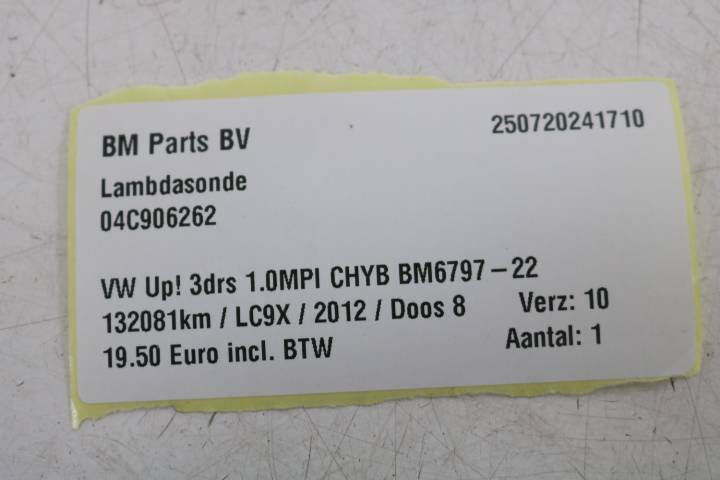 BM Parts BV 250720241710
Lambdasonde
04C906262
VW Up! 3drs 1.0MPI CHYB BM6797-22
132081km / LC9X / 2012 / Doos 8 Verz: 10
19.50 Euro incl. BTW Aantal: 1